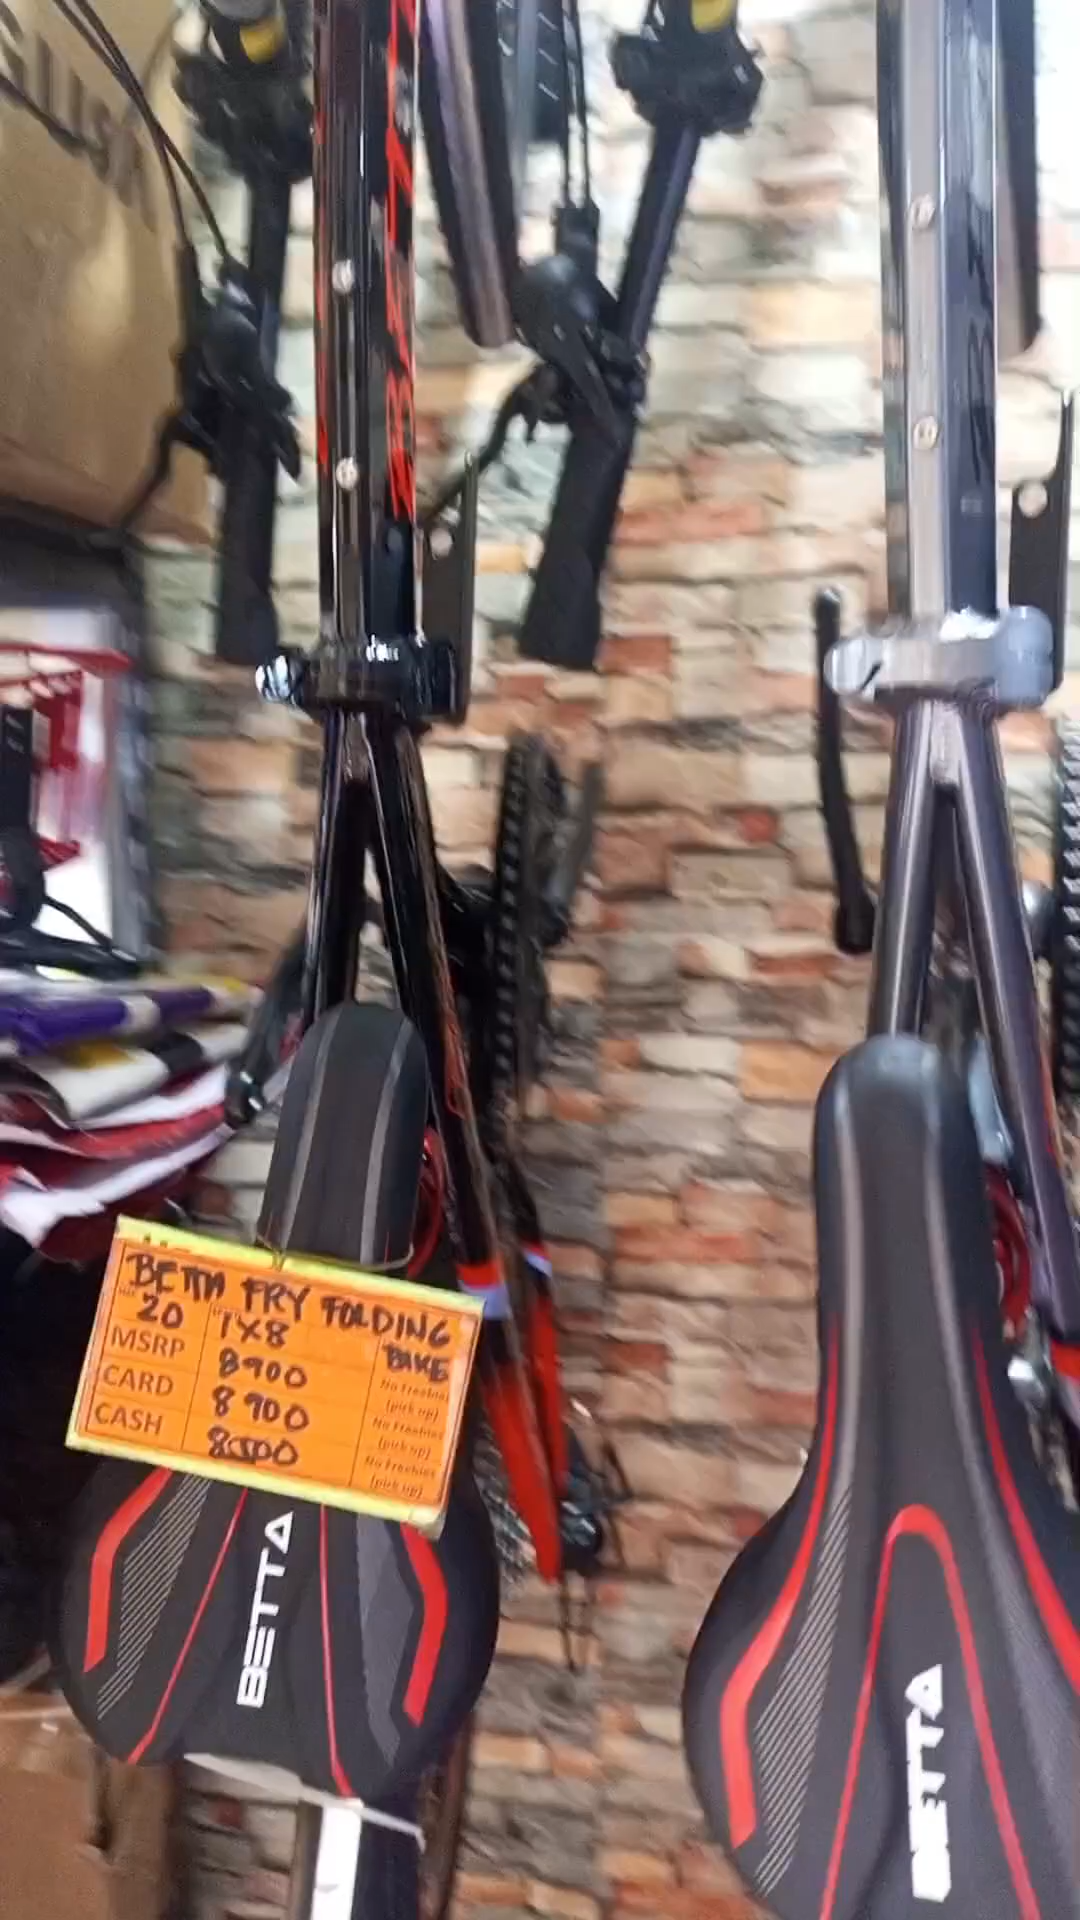 BETTA FRY FOLDING BIKE
20 1X8
MSRP 8900 No Freebies (pick up)
CARD 8900 No Freebies (pick up)
CASH No Freebies (pick up)
BETTA
BETTA